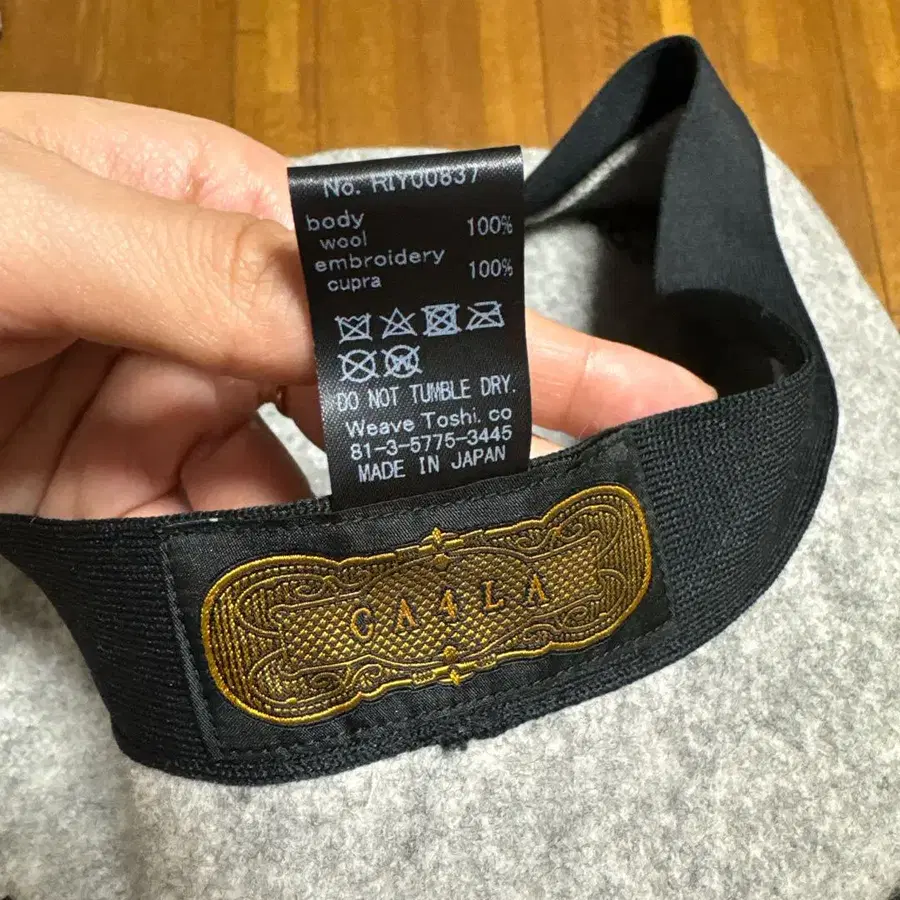 No. RIY00837
body 100%
wool
embroidery 100%
cupra
DO NOT TUMBLE DRY.
Weave Toshi. co
81-3-5775-3445
MADE IN JAPAN
CA4LA